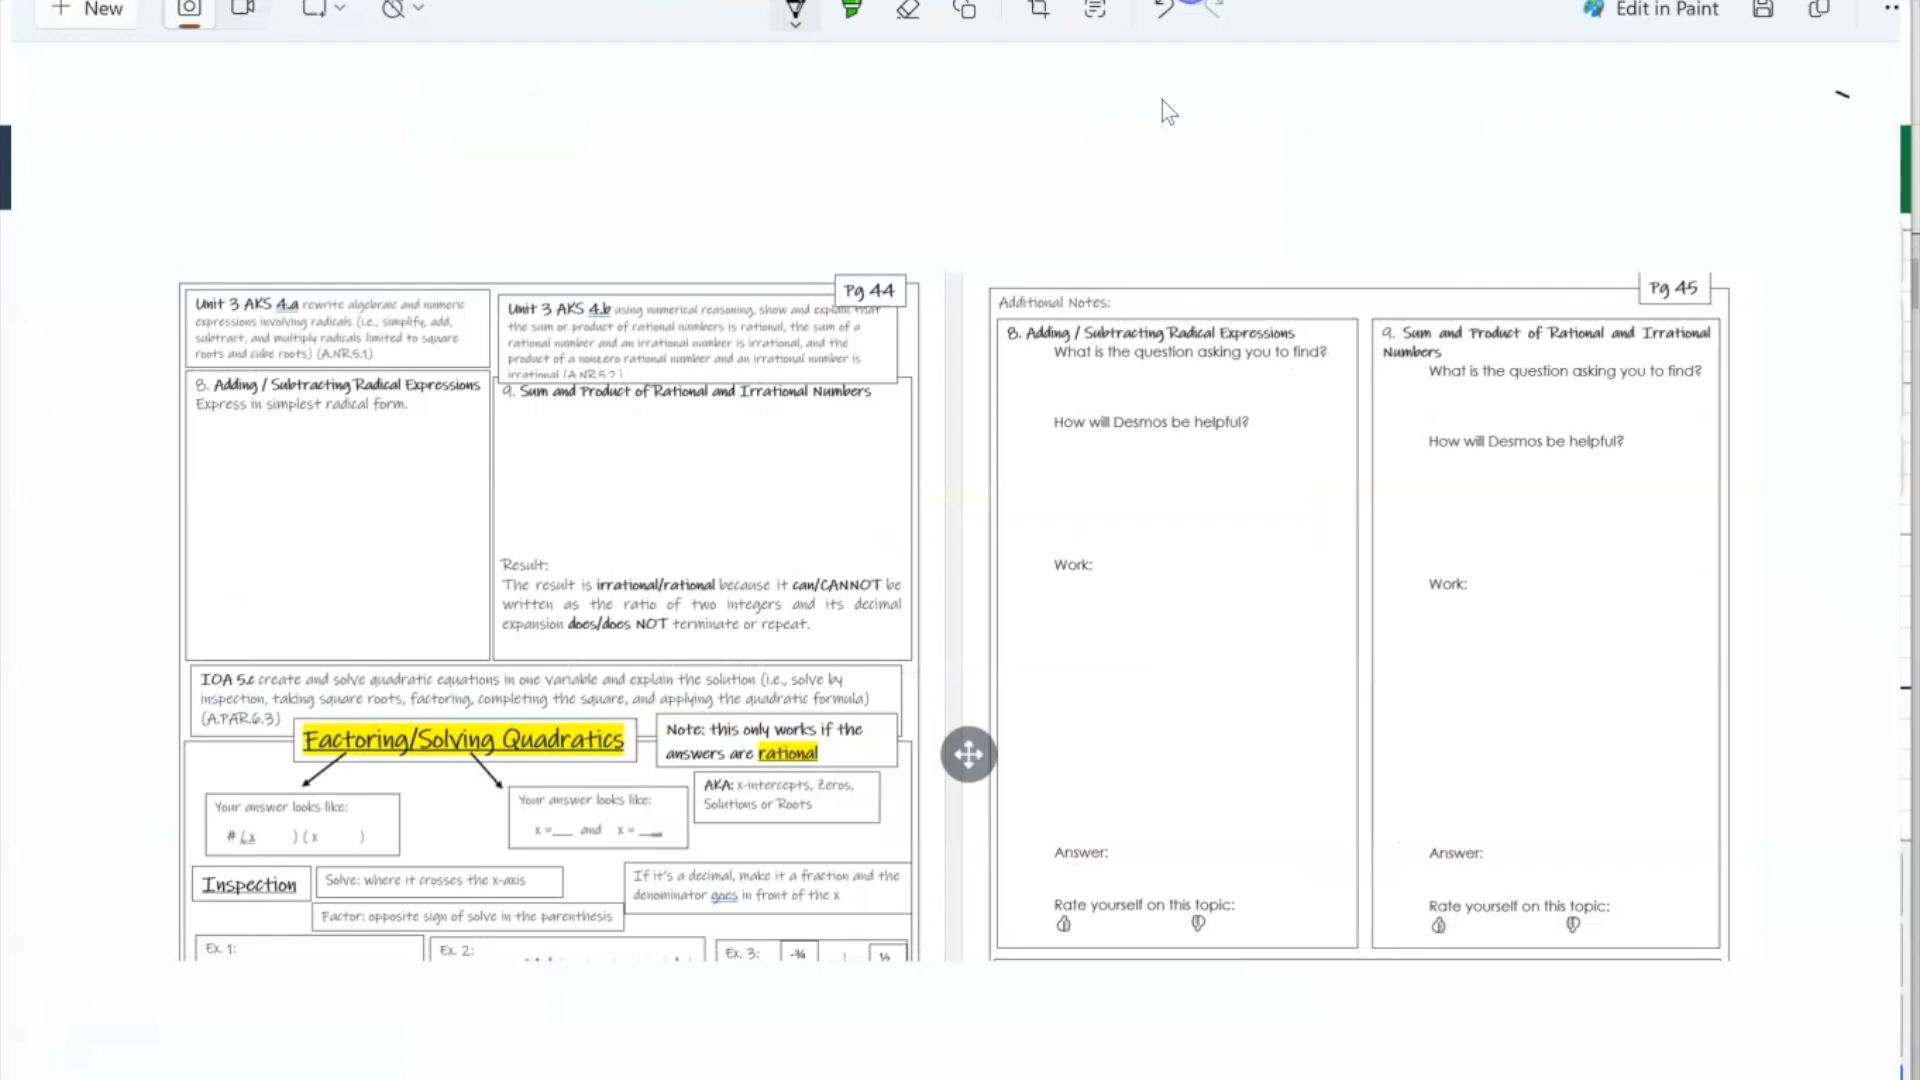 New
Edit in Paint
Pg 44
Unit 3 AKS 4.a rewrite algebraic and numeric
expressions involving radicals (i.e., simplify, add,
subtract, and multiply radicals limited to square
roots and cube roots) (A.NR.5.1)
Unit 3 AKS 4.b using numerical reasoning, show and explain that
the sum or product of rational numbers is rational, the sum of a
rational number and an irrational number is irrational, and the
product of a nonzero rational number and an irrational number is
irrational (A.NR.5.2)
8. Adding / Subtracting Radical Expressions
Express in simplest radical form.
9. Sum and Product of Rational and Irrational Numbers
Result:
The result is irrational/rational because it can/CANNOT be
written as the ratio of two integers and its decimal
expansion does/does NOT terminate or repeat.
IOA 5.c create and solve quadratic equations in one variable and explain the solution (i.e., solve by
inspection, taking square roots, factoring, completing the square, and applying the quadratic formula)
(A.PAR.6.3)
Factoring/Solving Quadratics
Note: this only works if the
answers are rational
Your answer looks like:
# (x )(x )
Your answer looks like:
x =___ and x = ___
AKA: x-intercepts, Zeros,
Solutions or Roots
Inspection
Solve: where it crosses the x-axis
Factor: opposite sign of solve in the parenthesis
If it's a decimal, make it a fraction and the
denominator goes in front of the x
Ex. 1:
Ex. 2:
Ex. 3:
-¾
½
Pg 45
Additional Notes:
8. Adding / Subtracting Radical Expressions
What is the question asking you to find?
How will Desmos be helpful?
Work:
Answer:
Rate yourself on this topic:
9. Sum and Product of Rational and Irrational
Numbers
What is the question asking you to find?
How will Desmos be helpful?
Work:
Answer:
Rate yourself on this topic: